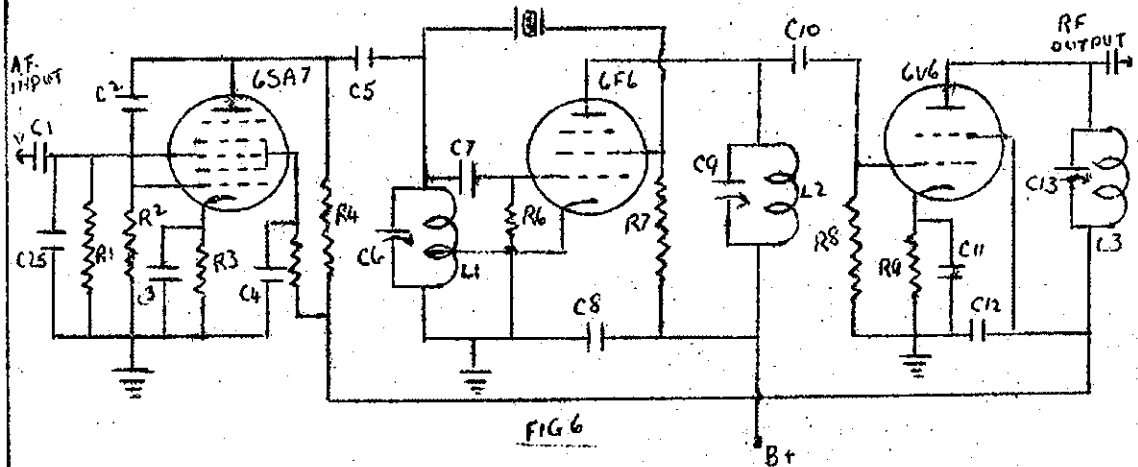 AF.
INPUT
C1
C2
6SA7
C5
C10
RF
OUTPUT
6F6
6V6
C7
C9
L2
C13
L3
C25
R1
R2
C3
R3
C4
R4
C6
L1
R6
R7
R8
R9
C11
C8
C12
FIG 6
B+